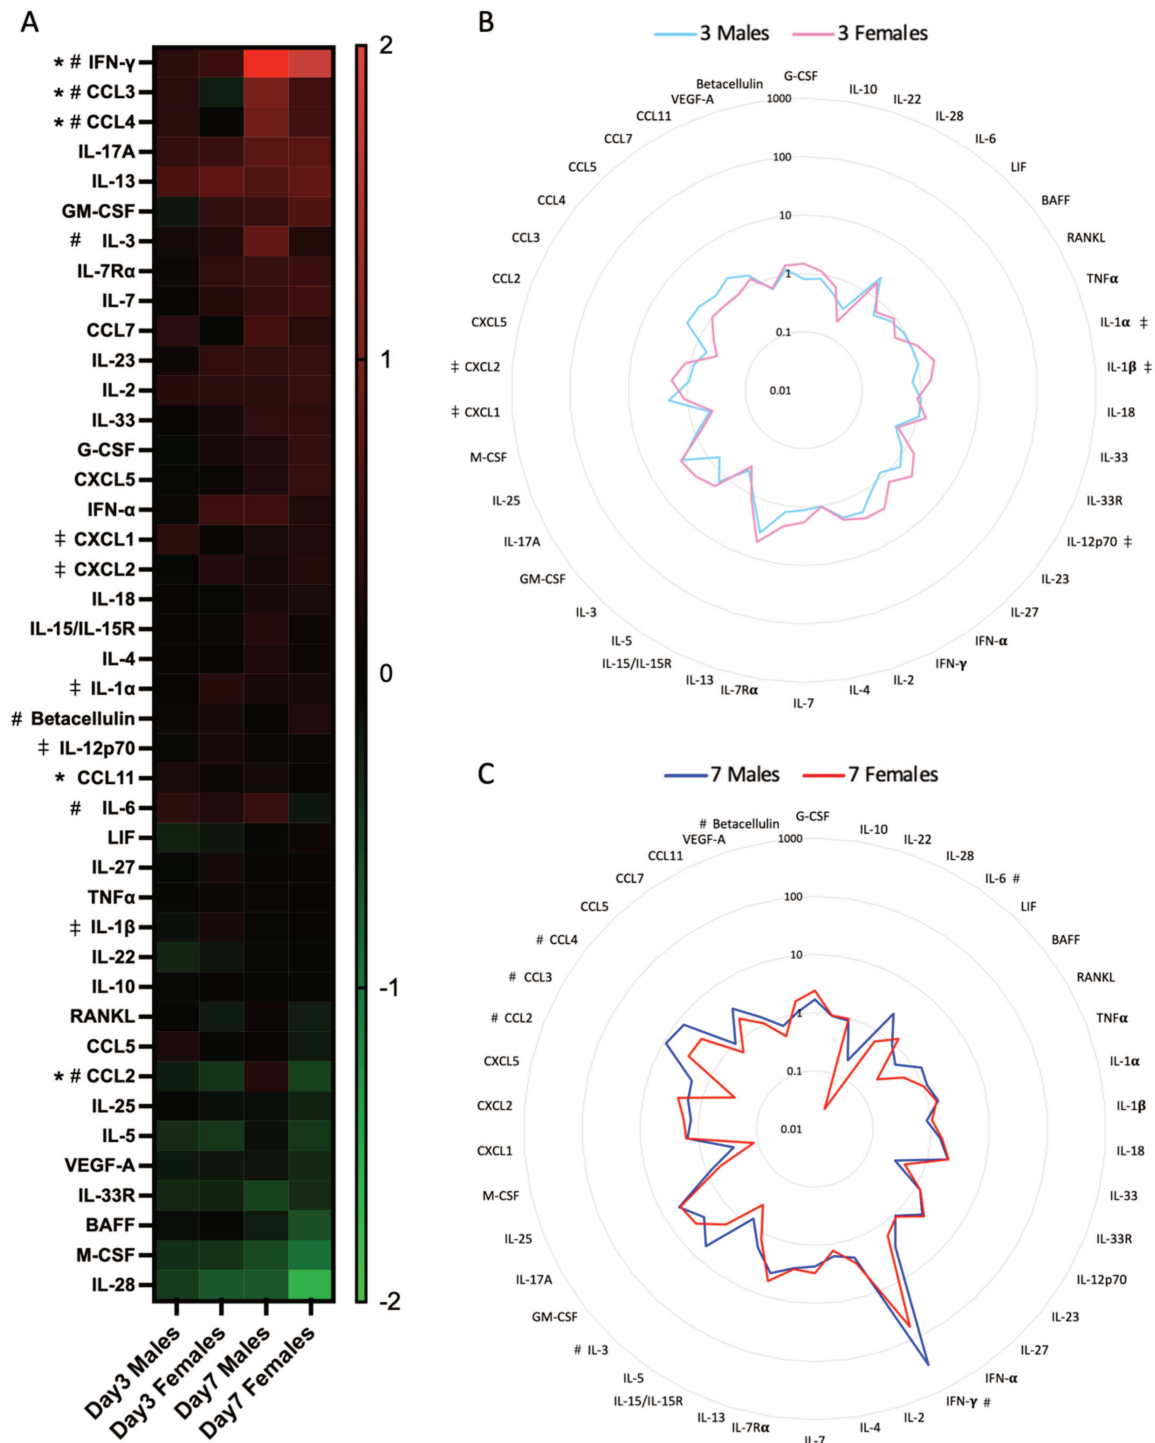 A
* # IFN-γ
* # CCL3
* # CCL4
IL-17A
IL-13
GM-CSF
# IL-3
IL-7Rα
IL-7
CCL7
IL-23
IL-2
IL-33
G-CSF
CXCL5
IFN-α
‡ CXCL1
‡ CXCL2
IL-18
IL-15/IL-15R
IL-4
‡ IL-1α
# Betacellulin
‡ IL-12p70
* CCL11
# IL-6
LIF
IL-27
TNFα
‡ IL-1β
IL-22
IL-10
RANKL
CCL5
* # CCL2
IL-25
IL-5
VEGF-A
IL-33R
BAFF
M-CSF
IL-28
Day3 Males
Day3 Females
Day7 Males
Day7 Females
2
1
0
-1
-2
B
3 Males
3 Females
G-CSF
IL-10
IL-22
IL-28
IL-6
LIF
BAFF
RANKL
TNFα
IL-1α ‡
IL-1β ‡
IL-18
IL-33
IL-33R
IL-12p70 ‡
IL-23
IL-27
IFN-α
IFN-γ
IL-2
IL-4
IL-7
IL-7Rα
IL-13
IL-15/IL-15R
IL-5
IL-3
GM-CSF
IL-17A
IL-25
M-CSF
‡ CXCL1
‡ CXCL2
CXCL5
CCL2
CCL3
CCL4
CCL5
CCL7
CCL11
VEGF-A
Betacellulin
1000
100
10
1
0.1
0.01
C
7 Males
7 Females
G-CSF
IL-10
IL-22
IL-28
IL-6 #
LIF
BAFF
RANKL
TNFα
IL-1α
IL-1β
IL-18
IL-33
IL-33R
IL-12p70
IL-23
IL-27
IFN-α
IFN-γ #
IL-2
IL-4
IL-7
IL-7Rα
IL-13
IL-15/IL-15R
IL-5
# IL-3
GM-CSF
IL-17A
IL-25
M-CSF
CXCL1
CXCL2
CXCL5
# CCL2
# CCL3
# CCL4
CCL5
CCL7
CCL11
VEGF-A
# Betacellulin
1000
100
10
1
0.1
0.01